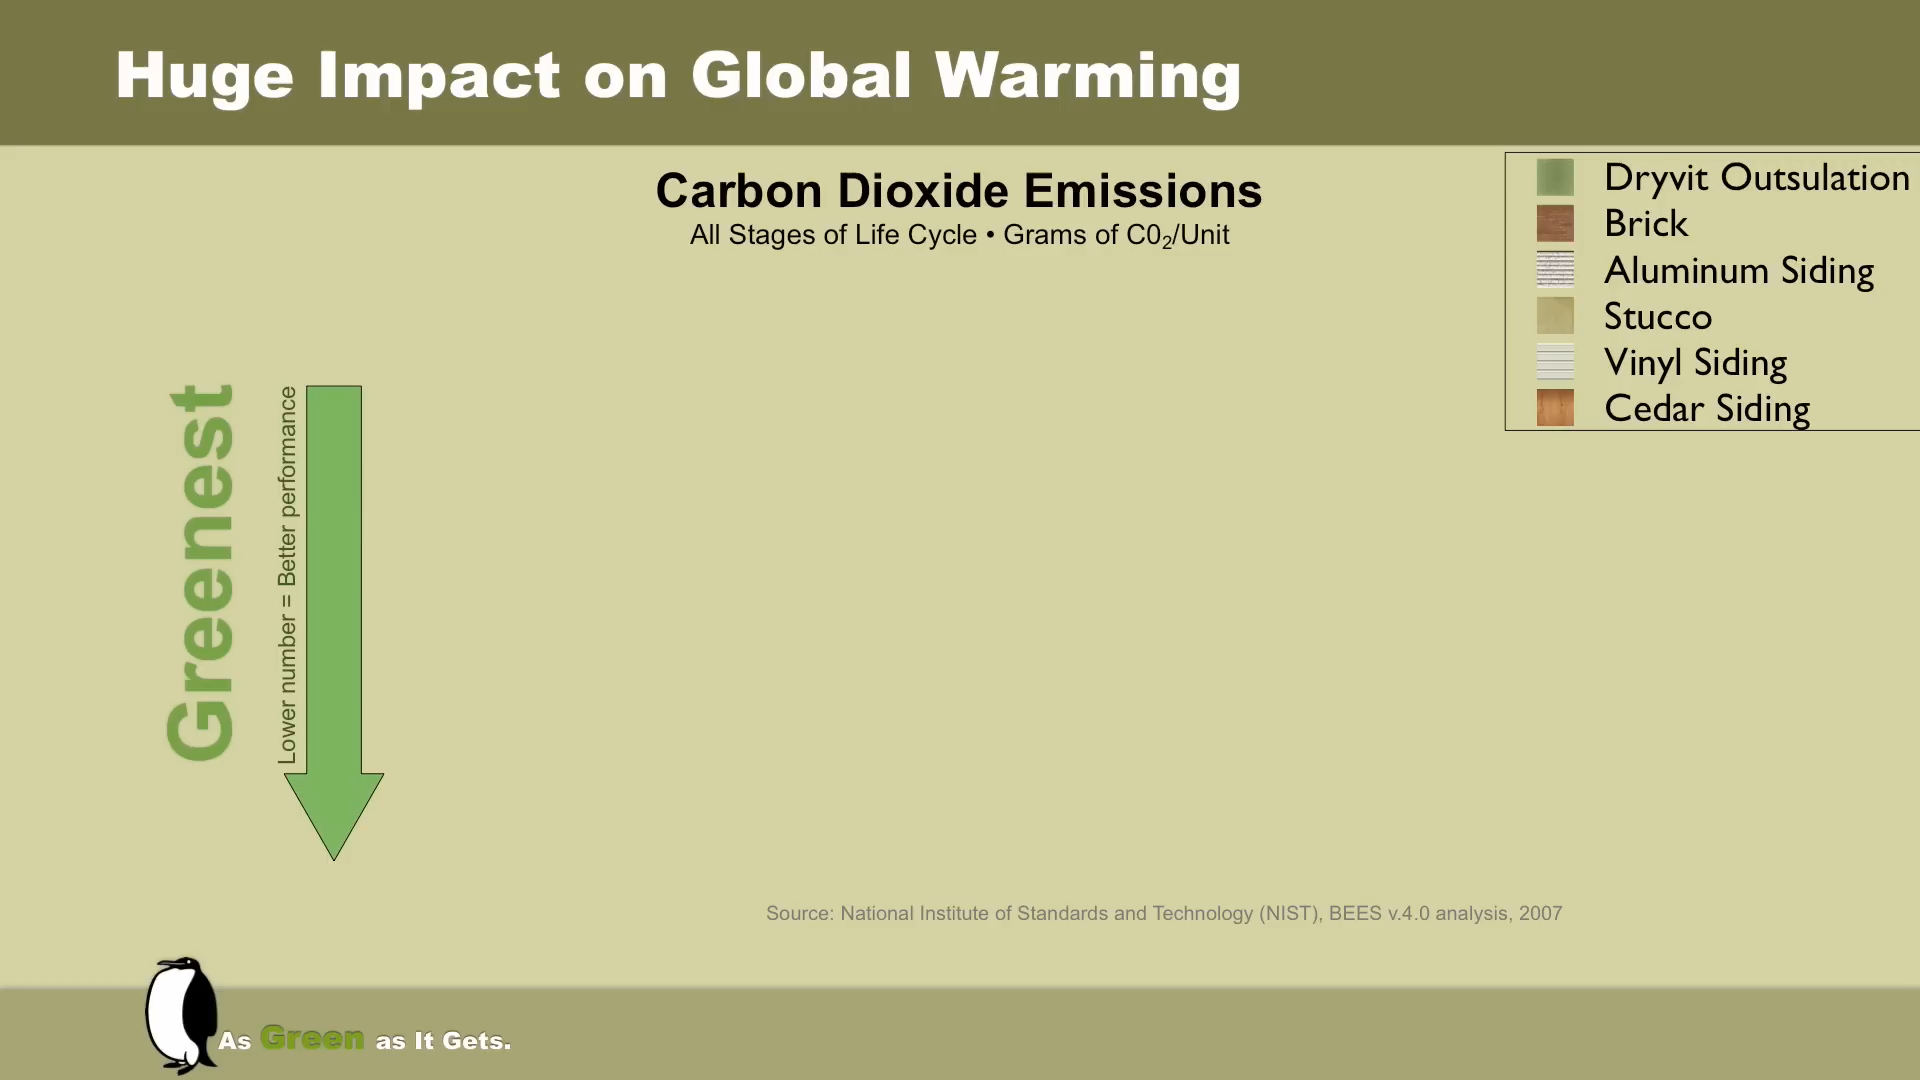 Huge Impact on Global Warming
Carbon Dioxide Emissions
All Stages of Life Cycle • Grams of C0₂/Unit
Dryvit Outsulation
Brick
Aluminum Siding
Stucco
Vinyl Siding
Cedar Siding
Greenest
Lower number = Better performance
Source: National Institute of Standards and Technology (NIST), BEES v.4.0 analysis, 2007
As Green as It Gets.